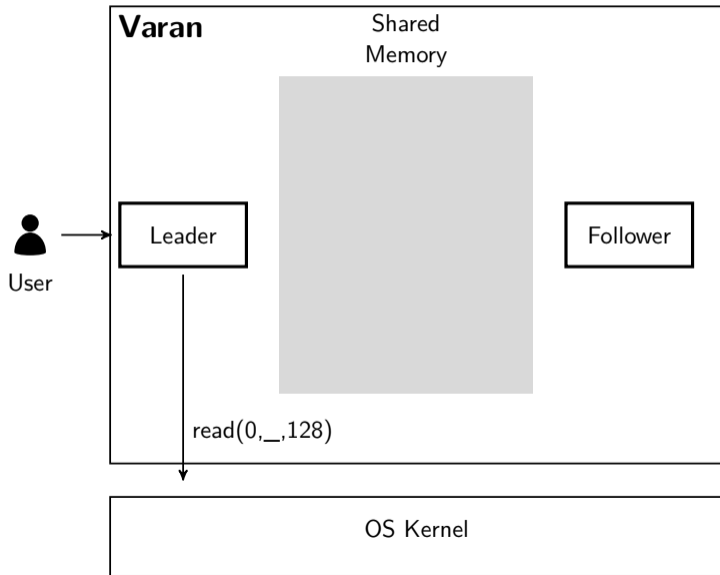 Varan
Shared
Memory
Leader
Follower
User
read(0,_,128)
OS Kernel